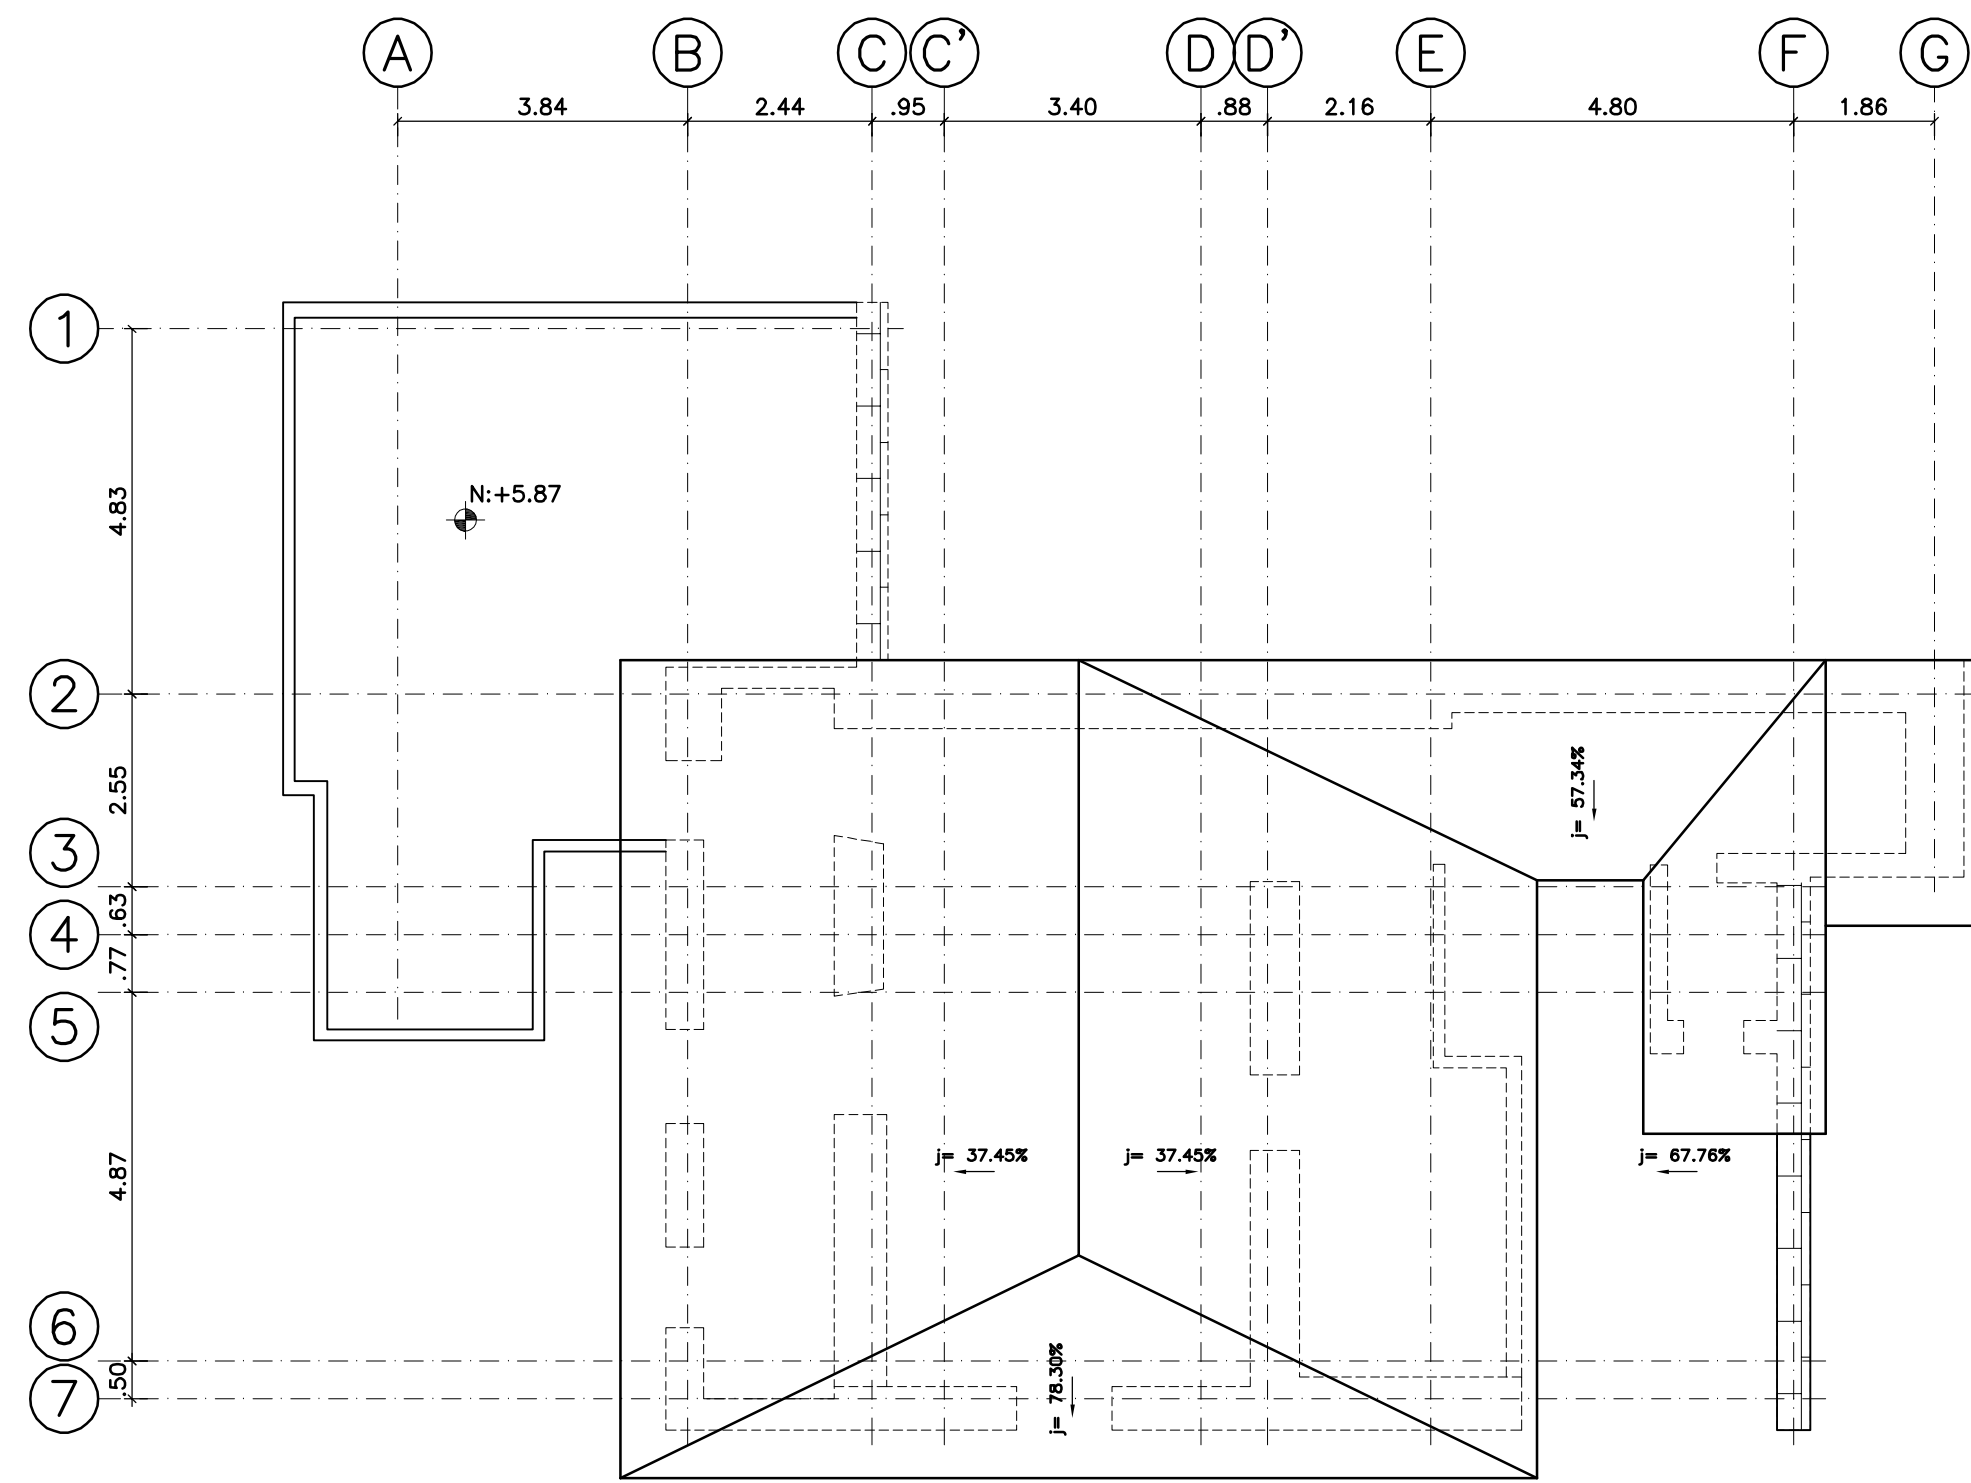 A B C C' D D' E F G
3.84 2.44 .95 3.40 .88 2.16 4.80 1.86
1
4.83
N:+5.87
2
2.55
j= 57.34%
3
.63
4
.77
5
j= 37.45% j= 37.45% j= 67.76%
4.87
6
.50
j= 78.30%
7